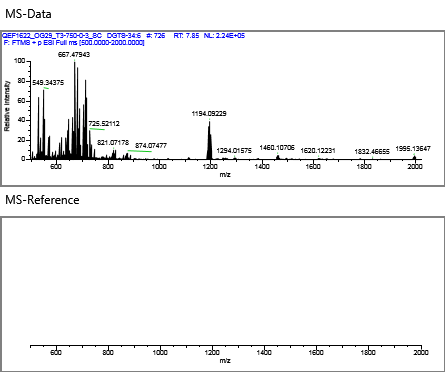 MS-Data
QEF1622_OG29_T3-750-0-3_BC DGTS-34:6 #: 726 RT: 7.85 NL: 2.24E+05
F: FTMS + p ESI Full ms [500.0000-2000.0000]
667.47943
100
549.34375
80
Relative Intensity
60
1194.09229
40
725.52112
20
821.07178
874.07477
1294.01575
1460.10706
1620.12231
1832.46655
1995.13647
0
600 800 1000 1200 1400 1600 1800 2000
m/z
MS-Reference
600 800 1000 1200 1400 1600 1800 2000
m/z